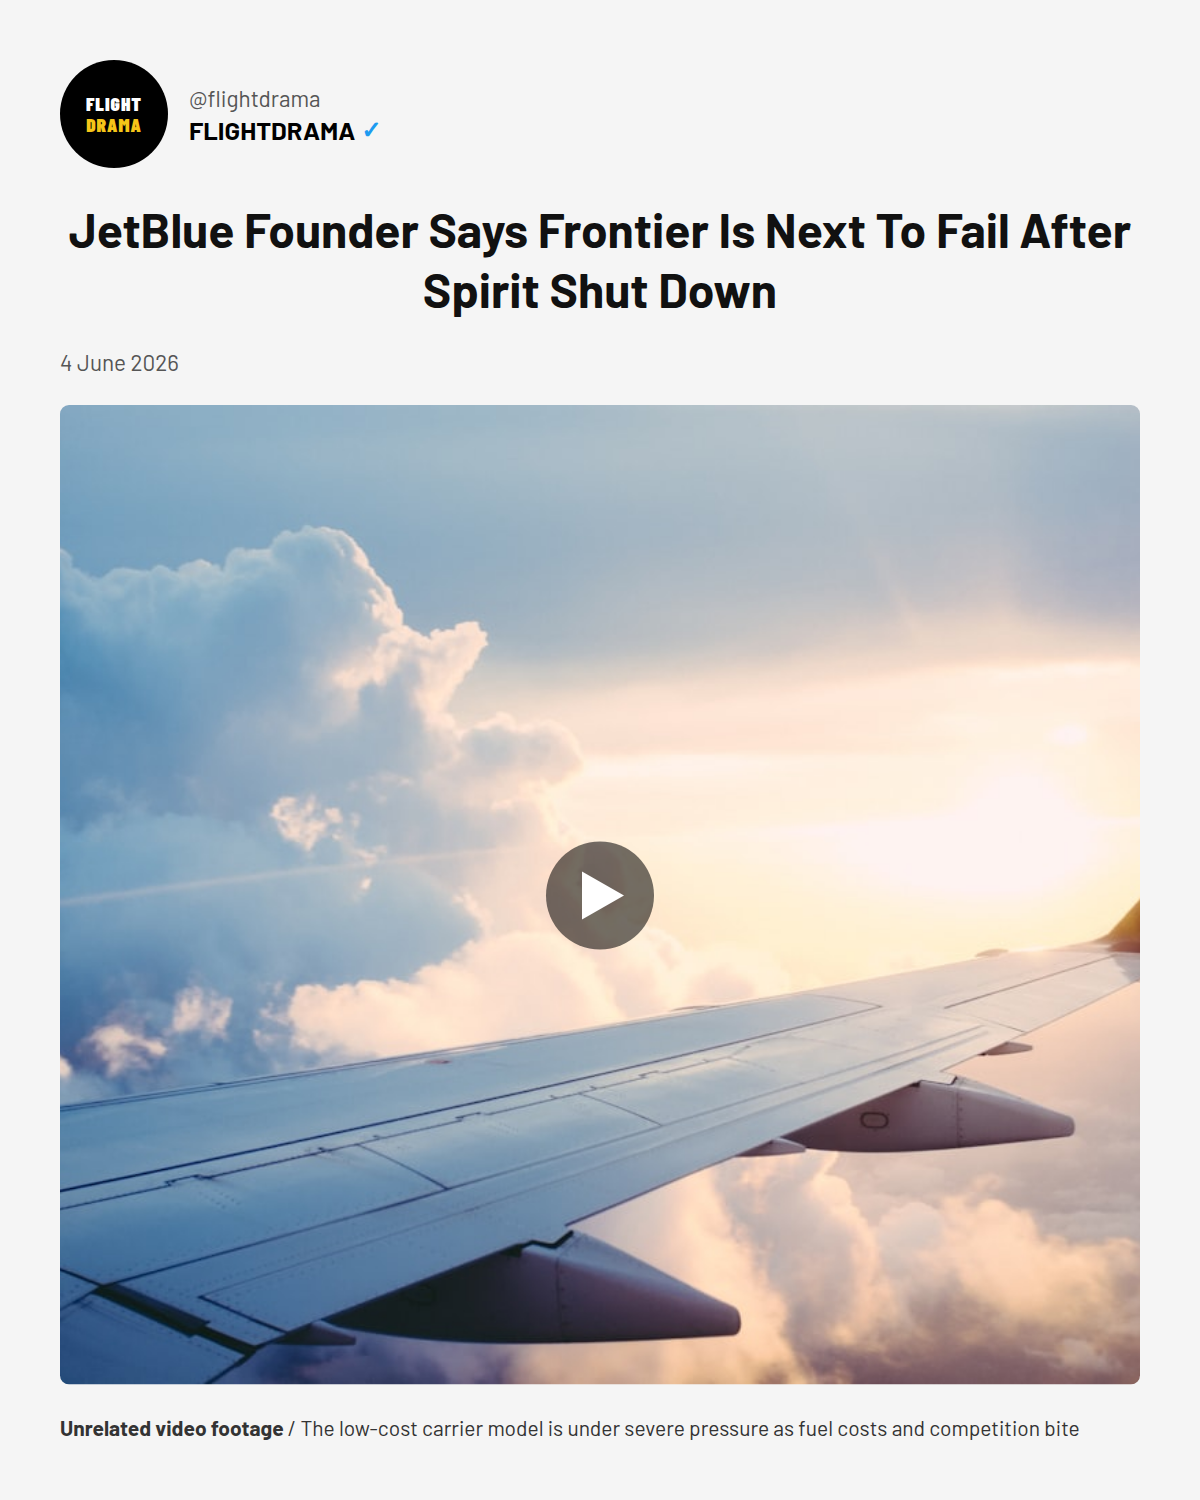 FLIGHT
DRAMA
@flightdrama
FLIGHTDRAMA ✓
JetBlue Founder Says Frontier Is Next To Fail After
Spirit Shut Down
4 June 2026
Unrelated video footage / The low-cost carrier model is under severe pressure as fuel costs and competition bite